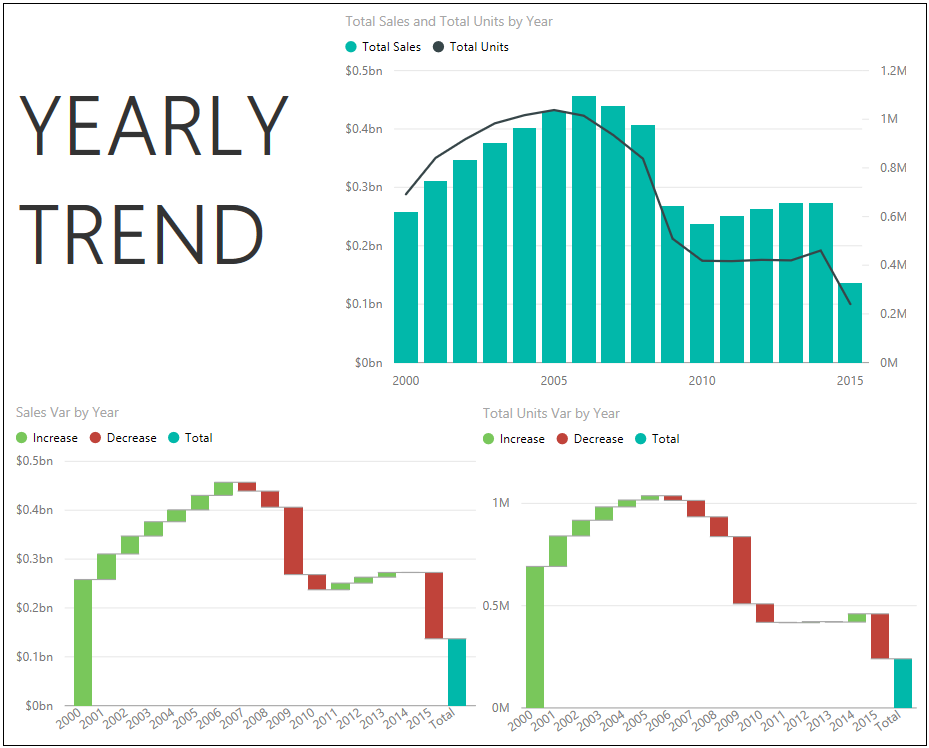 YEARLY
TREND
Total Sales and Total Units by Year
Total Sales Total Units
$0.5bn 1.2M
1M
$0.4bn
0.8M
$0.3bn
0.6M
$0.2bn
0.4M
$0.1bn
0.2M
$0bn 0M
2000 2005 2010 2015
Sales Var by Year
Increase Decrease Total
$0.5bn
$0.4bn
$0.3bn
$0.2bn
$0.1bn
$0bn
2000 2001 2002 2003 2004 2005 2006 2007 2008 2009 2010 2011 2012 2013 2014 2015 Total
Total Units Var by Year
Increase Decrease Total
1M
0.5M
0M
2000 2001 2002 2003 2004 2005 2006 2007 2008 2009 2010 2011 2012 2013 2014 2015 Total